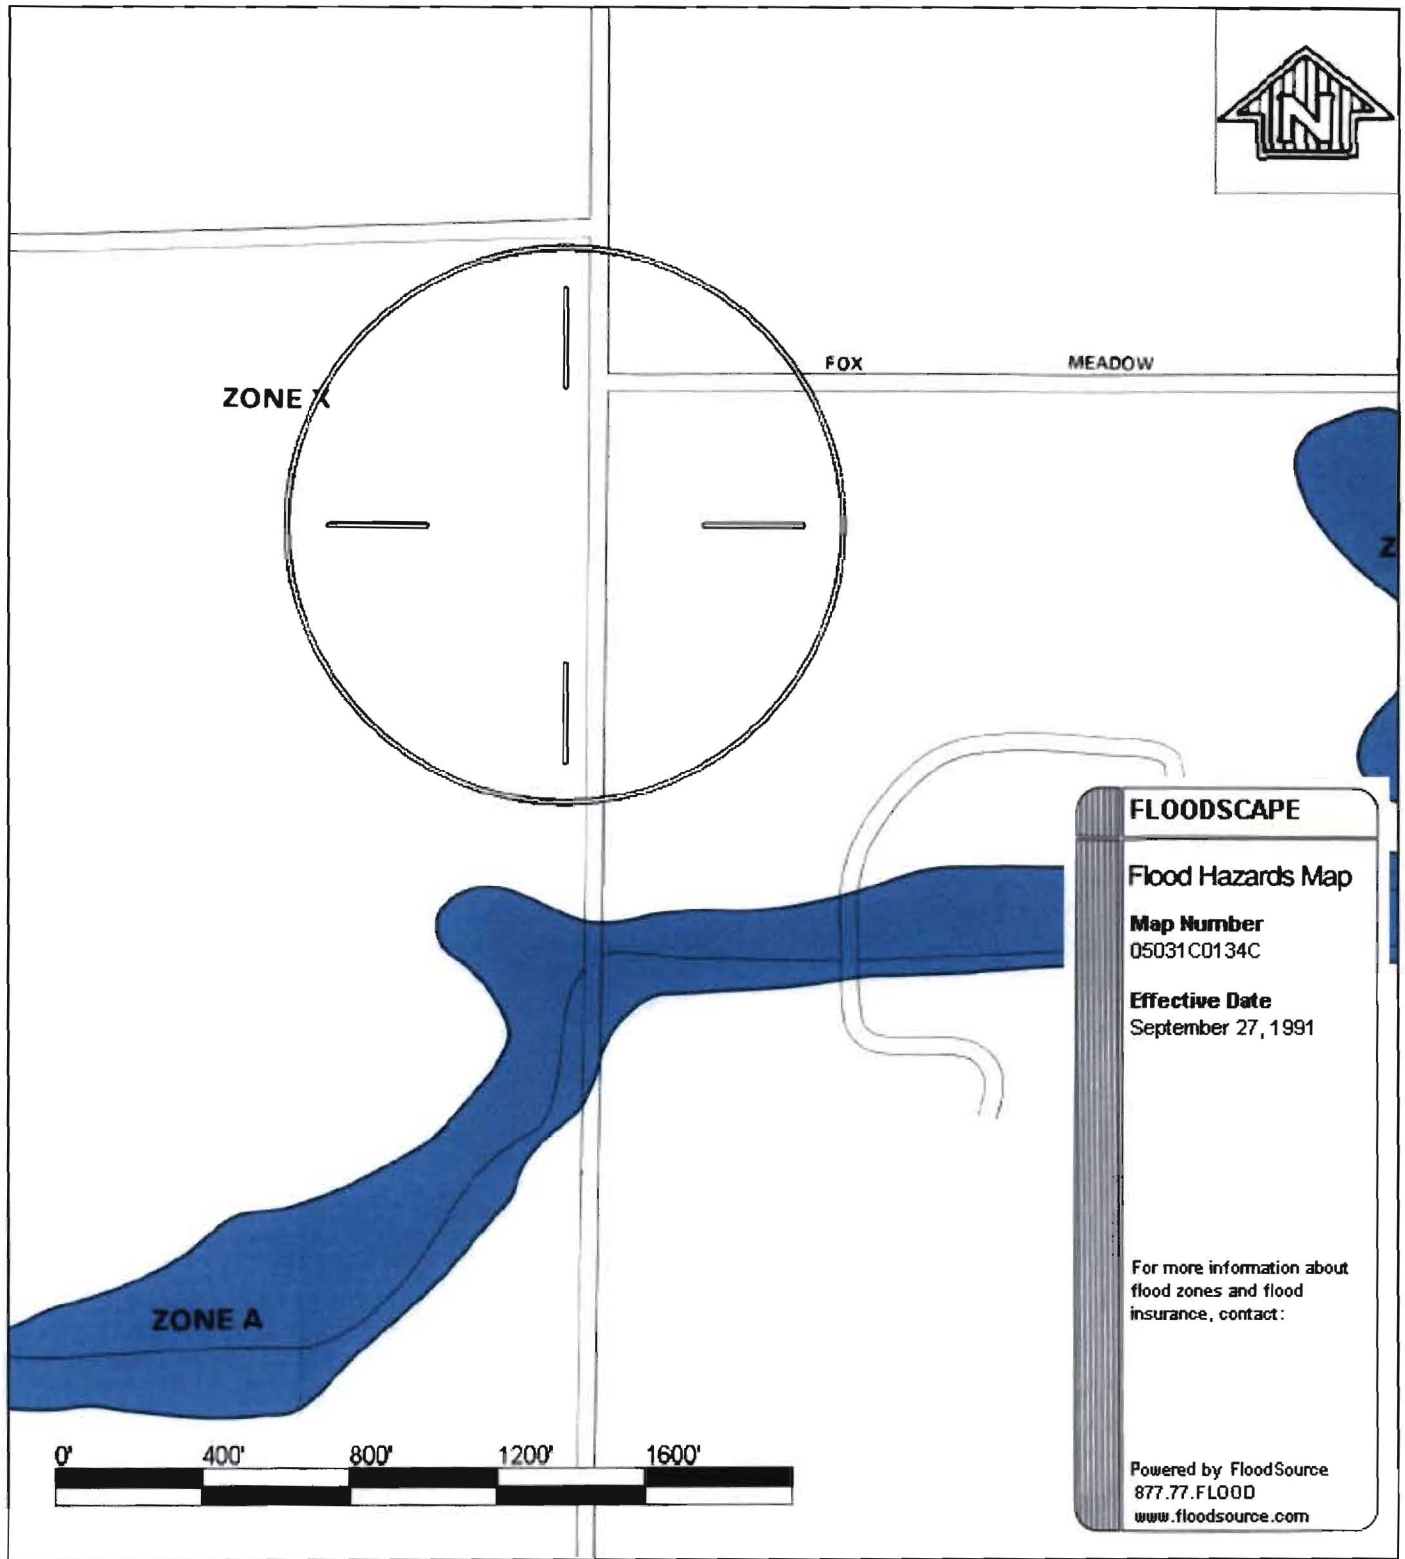 N
FOX MEADOW
ZONE X
Z
FLOODSCAPE
Flood Hazards Map
Map Number
05031C0134C
Effective Date
September 27, 1991
For more information about
flood zones and flood
insurance, contact:
Powered by FloodSource
877.77.FLOOD
www.floodsource.com
ZONE A
0' 400' 800' 1200' 1600'